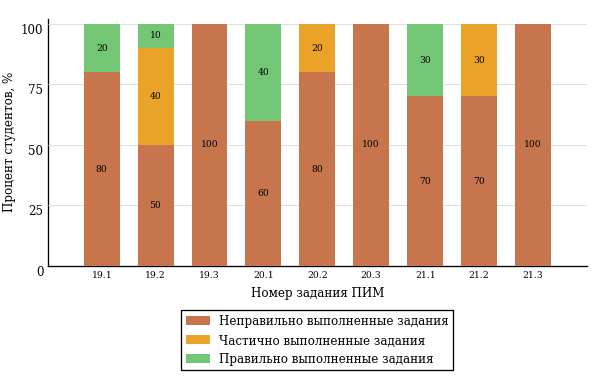 Процент студентов, %
100
75
50
25
0
20 10 40 20 30 30
80 40 50 100 60 80 100 70 70 100
19.1 19.2 19.3 20.1 20.2 20.3 21.1 21.2 21.3
Номер задания ПИМ
Неправильно выполненные задания
Частично выполненные задания
Правильно выполненные задания